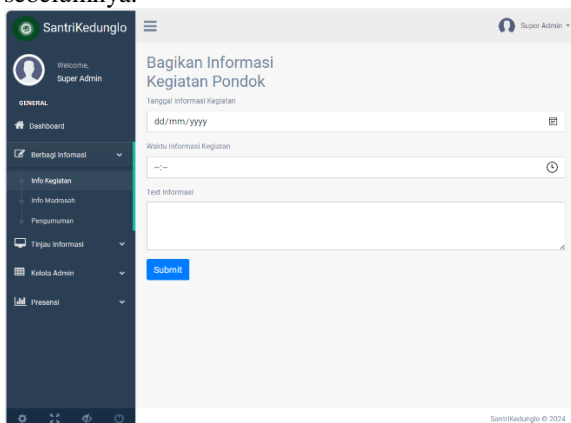 sebelumnya.
SantriKedunglo
Super Admin
Welcome,
Super Admin
GENERAL
Dashboard
Berbagi Infomasi
Info Kegiatan
Info Madrasah
Pengumuman
Tinjau Informasi
Kelola Admin
Presensi
Bagikan Informasi
Kegiatan Pondok
Tanggal Informasi Kegiatan
dd/mm/yyyy
Waktu Informasi Kegiatan
--:--
Text Informasi
Submit
SantriKedunglo © 2024